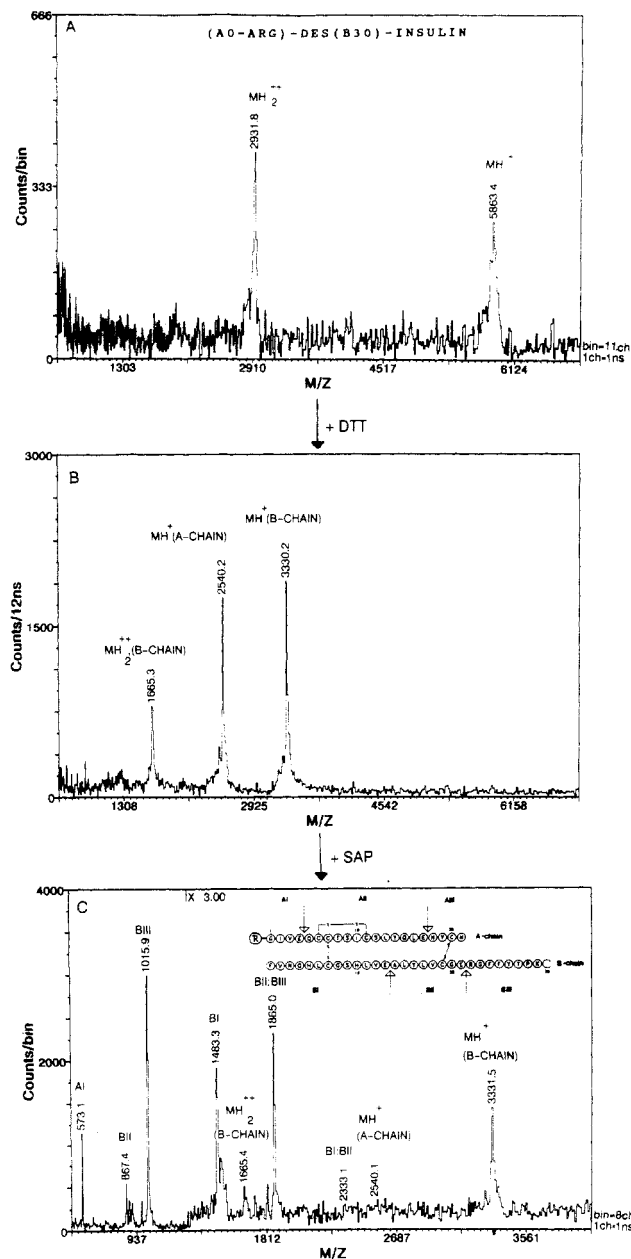 666
A
(A0-ARG)-DES(B30)-INSULIN
MH2++
2931.8
MH+
5863.4
333
0
Counts/bin
1303
2910
4517
6124
bin=11ch
1ch=1ns
M/Z
+ DTT
3000
B
MH+(A-CHAIN)
MH+(B-CHAIN)
3330.2
2540.2
1500
MH2++(B-CHAIN)
1665.3
0
Counts/12ns
1308
2925
4542
6158
M/Z
+ SAP
4000
C
X 3.00
AI
AII
AIII
A-chain
B-chain
BI
BII
BIII
BIII
1015.9
BII:BIII
1865.0
BI
1483.3
MH+
(B-CHAIN)
3331.5
2000
MH2++
(B-CHAIN)
1665.4
MH+
(A-CHAIN)
2540.1
AI
573.1
BII
867.4
BI:BII
2333.1
0
Counts/bin
937
1812
2687
3561
bin=8ch
1ch=1ns
M/Z